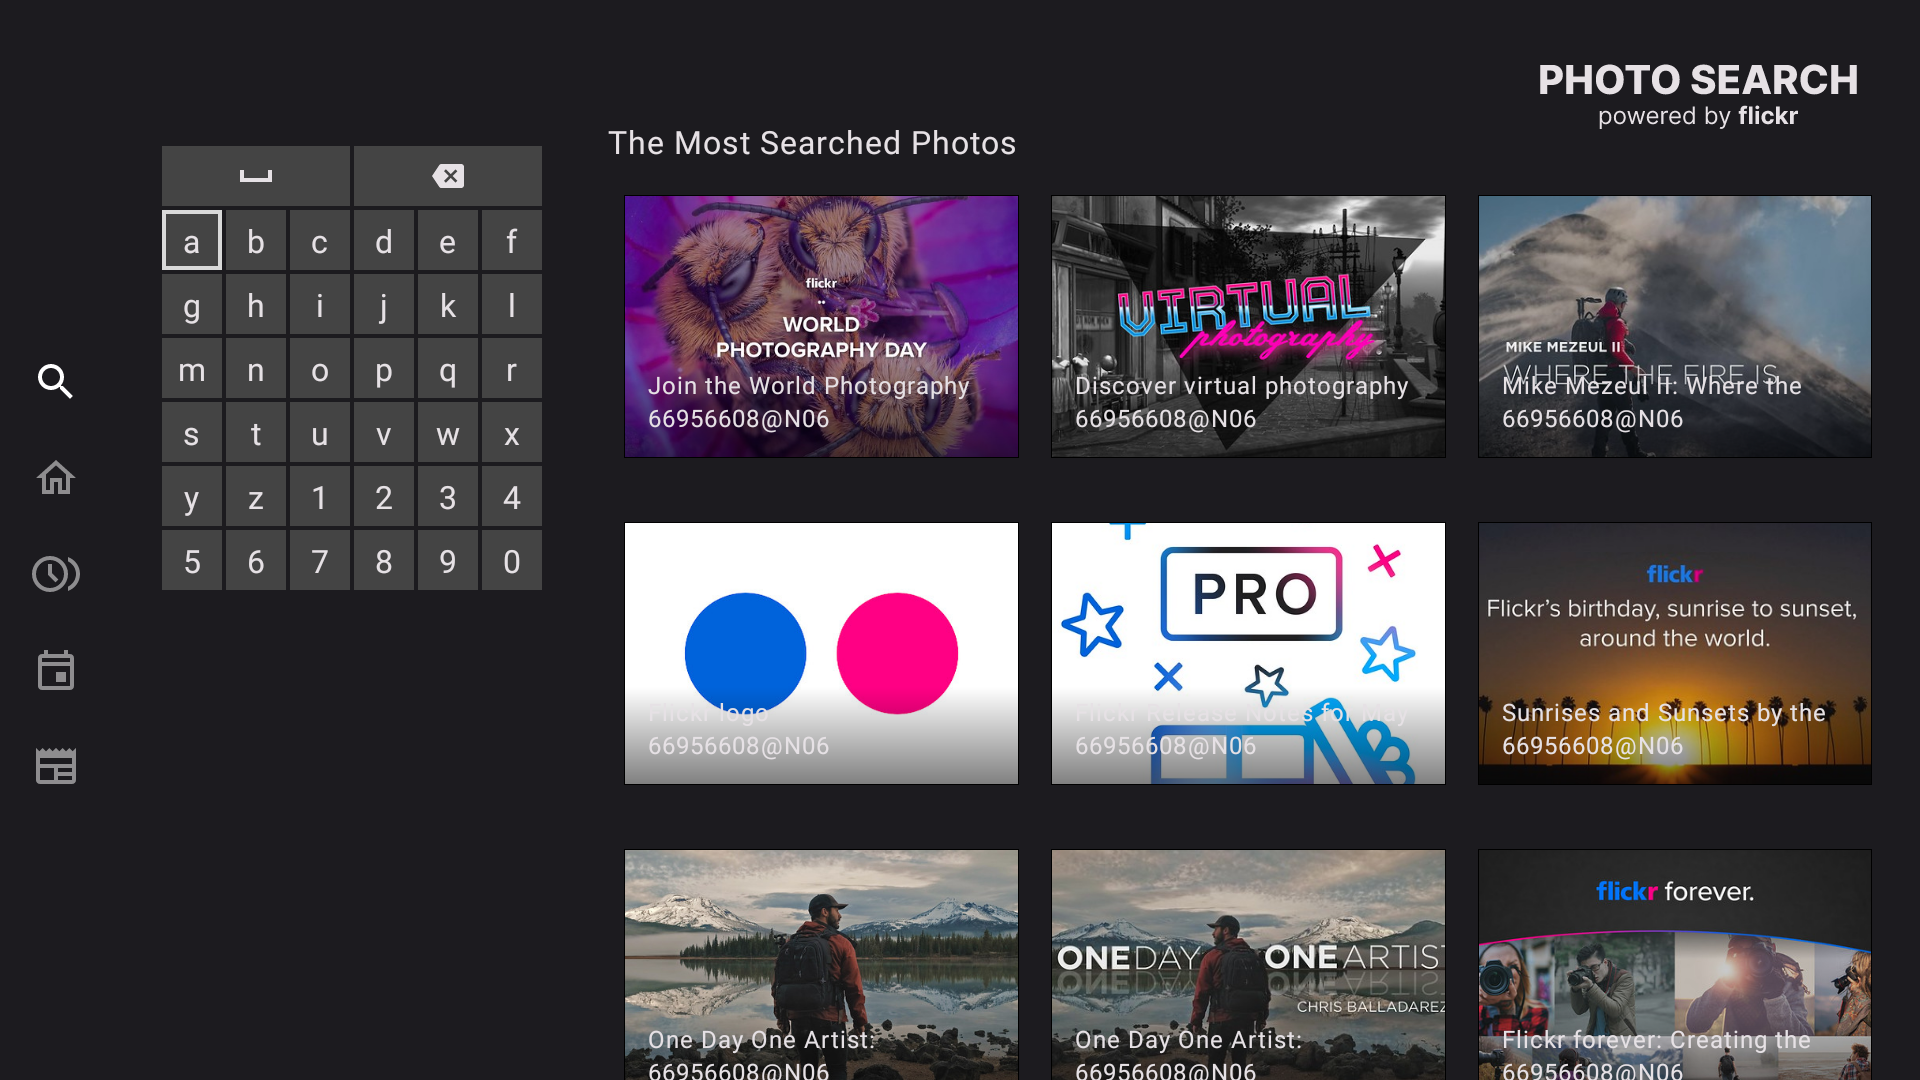 PHOTO SEARCH
powered by flickr
The Most Searched Photos
a b c d e f
g h i j k l
m n o p q r
s t u v w x
y z 1 2 3 4
5 6 7 8 9 0
flickr
WORLD
PHOTOGRAPHY DAY
Join the World Photography
66956608@N06
VIRTUAL
photography
Discover virtual photography
66956608@N06
MIKE MEZEUL II
WHERE THE FIRE IS
Mike Mezeul II: Where the
66956608@N06
Flickr logo
66956608@N06
PRO
Flickr Release Notes for May
66956608@N06
flickr
Flickr's birthday, sunrise to sunset,
around the world.
Sunrises and Sunsets by the
66956608@N06
One Day One Artist:
66956608@N06
ONE DAY ONE ARTIST
CHRIS BALLADAREZ
One Day One Artist:
66956608@N06
flickr forever.
Flickr forever: Creating the
66956608@N06